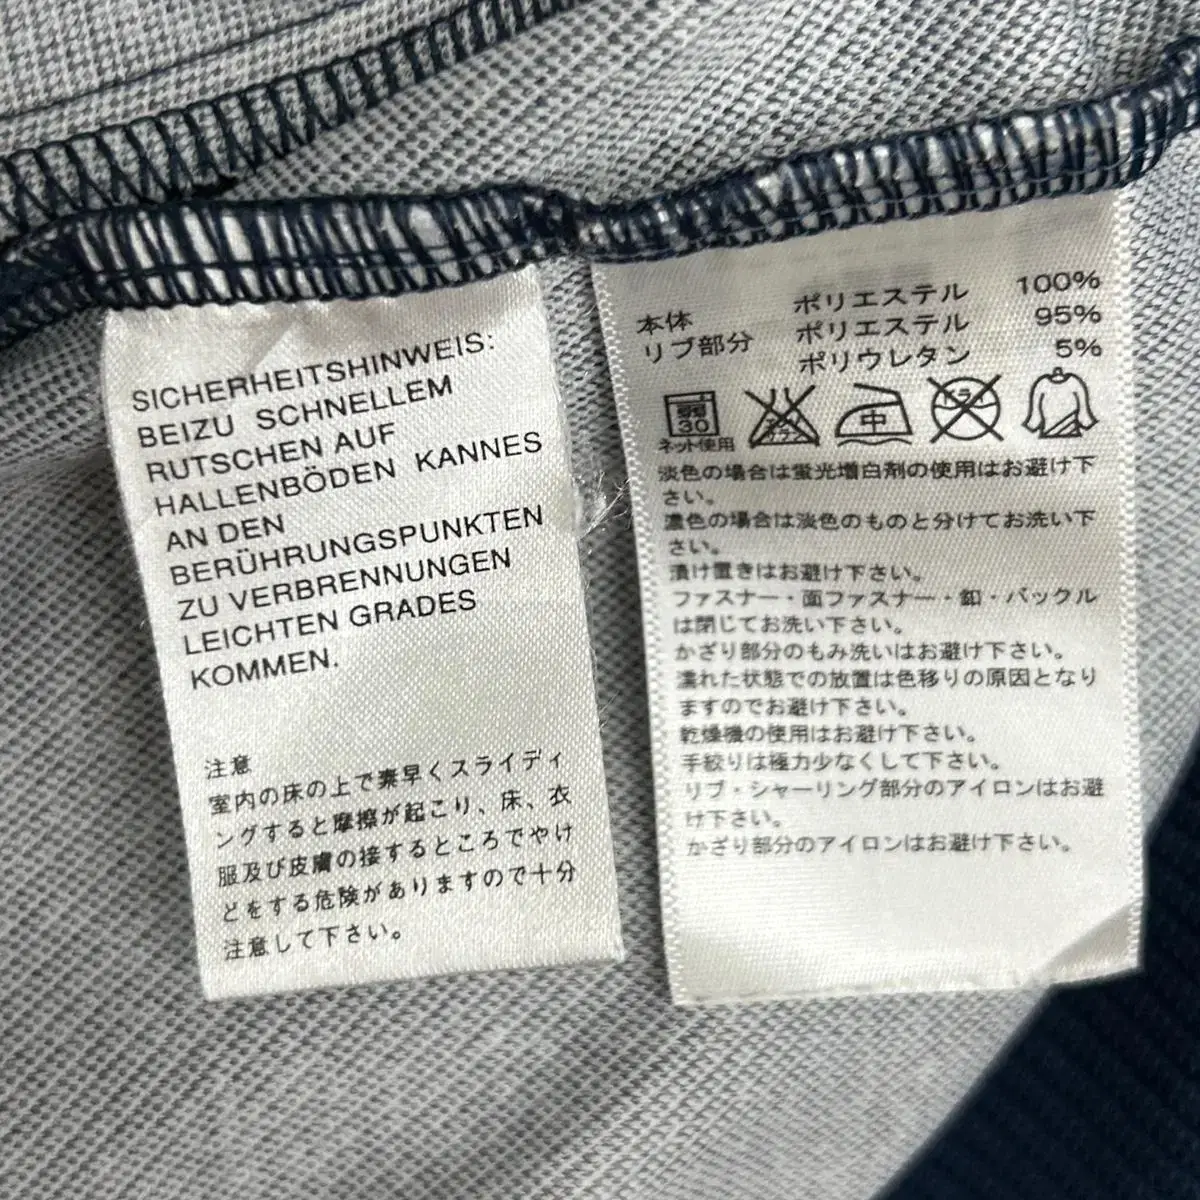 SICHERHEITSHINWEIS:
BEIZU SCHNELLEM
RUTSCHEN AUF
HALLENBÖDEN KANNES
AN DEN
BERÜHRUNGSPUNKTEN
ZU VERBRENNUNGEN
LEICHTEN GRADES
KOMMEN.
注意
室内の床の上で素早くスライディ
ングすると摩擦が起こり、床、衣
服及び皮膚の接するところでやけ
どをする危険がありますので十分
注意して下さい。
本体 ポリエステル 100%
リブ部分 ポリエステル 95%
ポリウレタン 5%
弱
30
ネット使用
エンソ
サラシ
中
ドライ
淡色の場合は蛍光増白剤の使用はお避け下
さい。
濃色の場合は淡色のものと分けてお洗い下
さい。
漬け置きはお避け下さい。
ファスナー・面ファスナー・釦・バックル
は閉じてお洗い下さい。
かざり部分のもみ洗いはお避け下さい。
濡れた状態での放置は色移りの原因となり
ますのでお避け下さい。
乾燥機の使用はお避け下さい。
手絞りは極力少なくして下さい。
リブ・シャーリング部分のアイロンはお避
け下さい。
かざり部分のアイロンはお避け下さい。